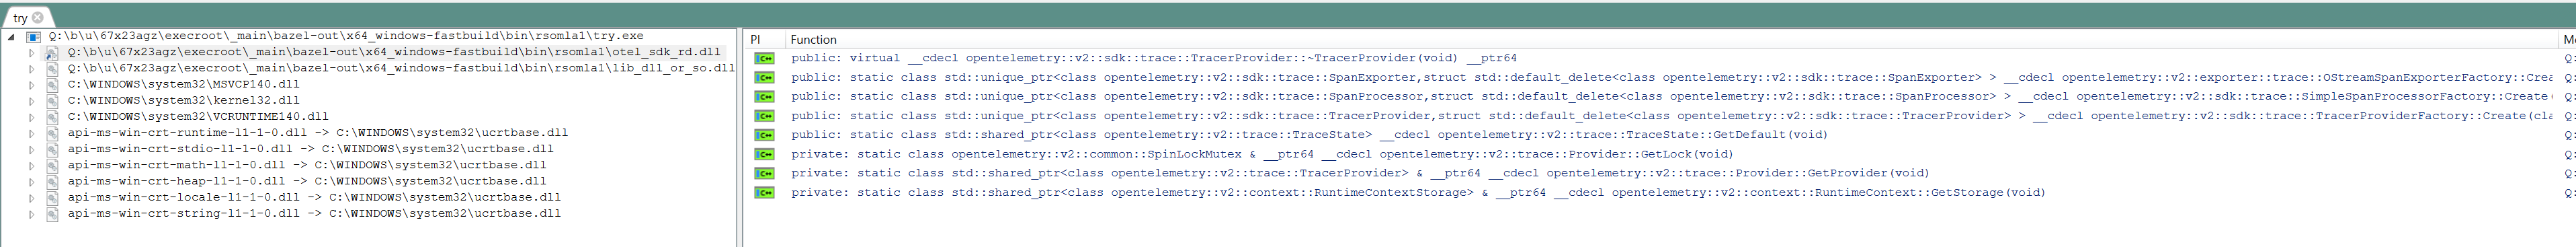 try
Q:\b\u\67x23agz\execroot\_main\bazel-out\x64_windows-fastbuild\bin\rsomla1\try.exe
Q:\b\u\67x23agz\execroot\_main\bazel-out\x64_windows-fastbuild\bin\rsomla1\otel_sdk_rd.dll
Q:\b\u\67x23agz\execroot\_main\bazel-out\x64_windows-fastbuild\bin\rsomla1\lib_dll_or_so.dll
C:\WINDOWS\system32\MSVCP140.dll
C:\WINDOWS\system32\kernel32.dll
C:\WINDOWS\system32\VCRUNTIME140.dll
api-ms-win-crt-runtime-l1-1-0.dll -> C:\WINDOWS\system32\ucrtbase.dll
api-ms-win-crt-stdio-l1-1-0.dll -> C:\WINDOWS\system32\ucrtbase.dll
api-ms-win-crt-math-l1-1-0.dll -> C:\WINDOWS\system32\ucrtbase.dll
api-ms-win-crt-heap-l1-1-0.dll -> C:\WINDOWS\system32\ucrtbase.dll
api-ms-win-crt-locale-l1-1-0.dll -> C:\WINDOWS\system32\ucrtbase.dll
api-ms-win-crt-string-l1-1-0.dll -> C:\WINDOWS\system32\ucrtbase.dll
PI Function Mo
C++ public: virtual __cdecl opentelemetry::v2::sdk::trace::TracerProvider::~TracerProvider(void) __ptr64 Q:
C++ public: static class std::unique_ptr<class opentelemetry::v2::sdk::trace::SpanExporter,struct std::default_delete<class opentelemetry::v2::sdk::trace::SpanExporter> > __cdecl opentelemetry::v2::exporter::trace::OStreamSpanExporterFactory::Crea Q:
C++ public: static class std::unique_ptr<class opentelemetry::v2::sdk::trace::SpanProcessor,struct std::default_delete<class opentelemetry::v2::sdk::trace::SpanProcessor> > __cdecl opentelemetry::v2::sdk::trace::SimpleSpanProcessorFactory::Create( Q:
C++ public: static class std::unique_ptr<class opentelemetry::v2::sdk::trace::TracerProvider,struct std::default_delete<class opentelemetry::v2::sdk::trace::TracerProvider> > __cdecl opentelemetry::v2::sdk::trace::TracerProviderFactory::Create(cla Q:
C++ public: static class std::shared_ptr<class opentelemetry::v2::trace::TraceState> __cdecl opentelemetry::v2::trace::TraceState::GetDefault(void) Q:
C++ private: static class opentelemetry::v2::common::SpinLockMutex & __ptr64 __cdecl opentelemetry::v2::trace::Provider::GetLock(void) Q:
C++ private: static class std::shared_ptr<class opentelemetry::v2::trace::TracerProvider> & __ptr64 __cdecl opentelemetry::v2::trace::Provider::GetProvider(void) Q:
C++ private: static class std::shared_ptr<class opentelemetry::v2::context::RuntimeContextStorage> & __ptr64 __cdecl opentelemetry::v2::context::RuntimeContext::GetStorage(void) Q: